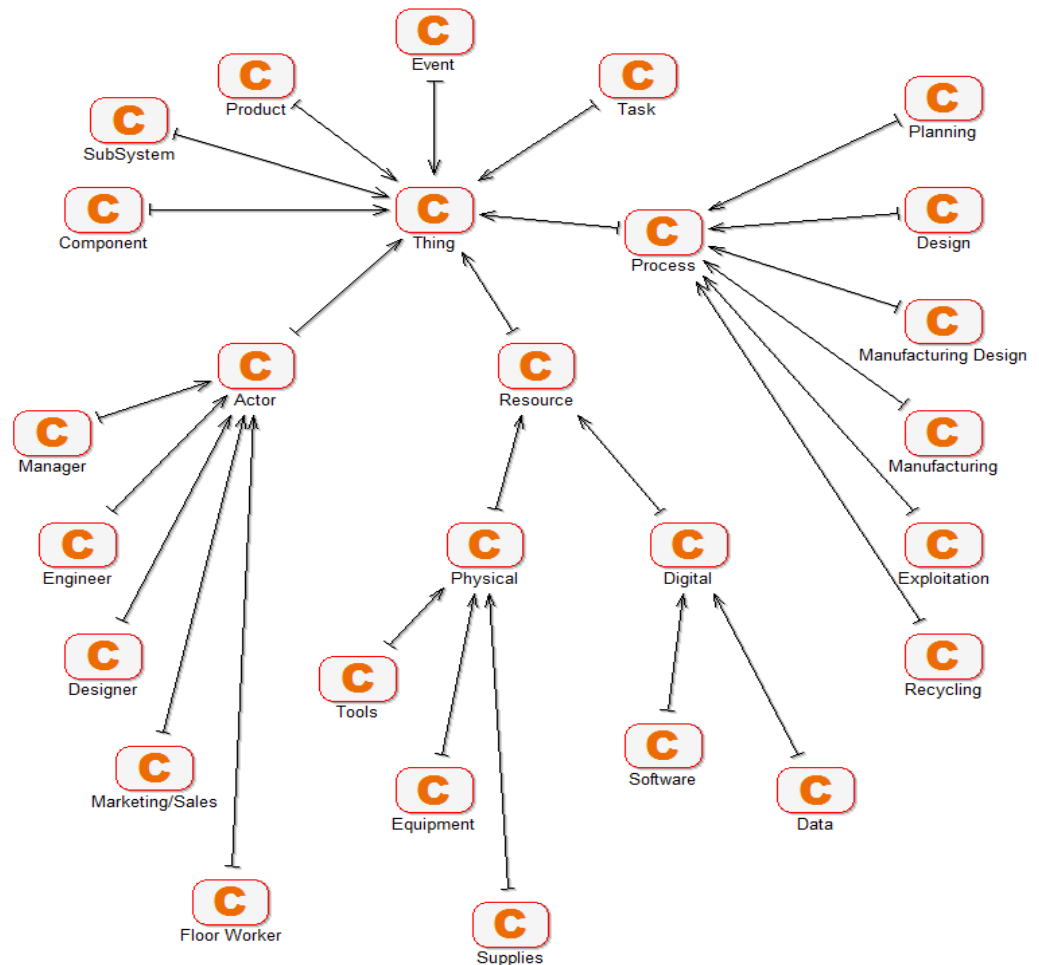 C
Event
C
Product
C
Task
C
Planning
C
SubSystem
C
Component
C
Thing
C
Process
C
Design
C
Manufacturing Design
C
Actor
C
Resource
C
Manager
C
Manufacturing
C
Engineer
C
Physical
C
Digital
C
Exploitation
C
Designer
C
Tools
C
Recycling
C
Marketing/Sales
C
Software
C
Equipment
C
Data
C
Floor Worker
C
Supplies